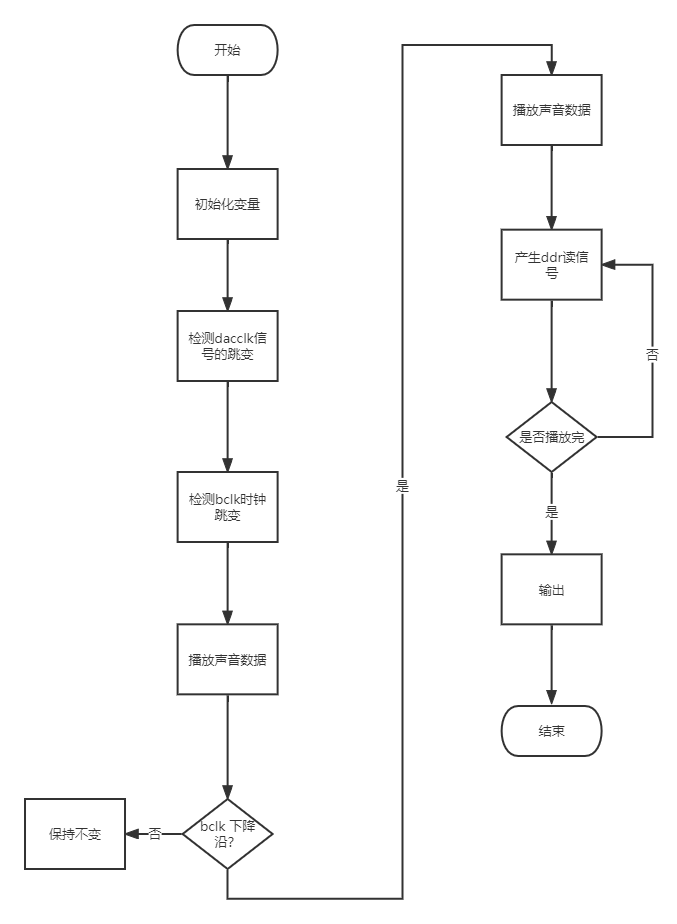 开始
初始化变量
检测dacclk信
号的跳变
检测bclk时钟
跳变
播放声音数据
bclk 下降
沿?
否
保持不变
是
播放声音数据
产生ddr读信
号
否
是否播放完
是
输出
结束